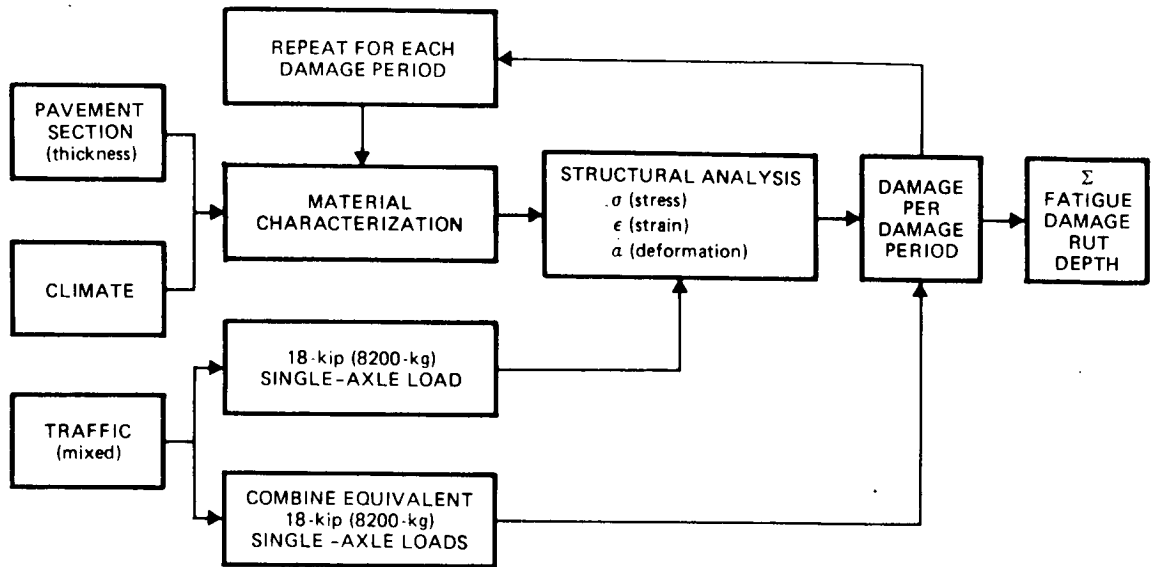 REPEAT FOR EACH
DAMAGE PERIOD
PAVEMENT
SECTION
(thickness)
CLIMATE
MATERIAL
CHARACTERIZATION
STRUCTURAL ANALYSIS
σ (stress)
ϵ (strain)
a (deformation)
DAMAGE
PER
DAMAGE
PERIOD
Σ
FATIGUE
DAMAGE
RUT
DEPTH
TRAFFIC
(mixed)
18-kip (8200-kg)
SINGLE-AXLE LOAD
COMBINE EQUIVALENT
18-kip (8200-kg)
SINGLE -AXLE LOADS